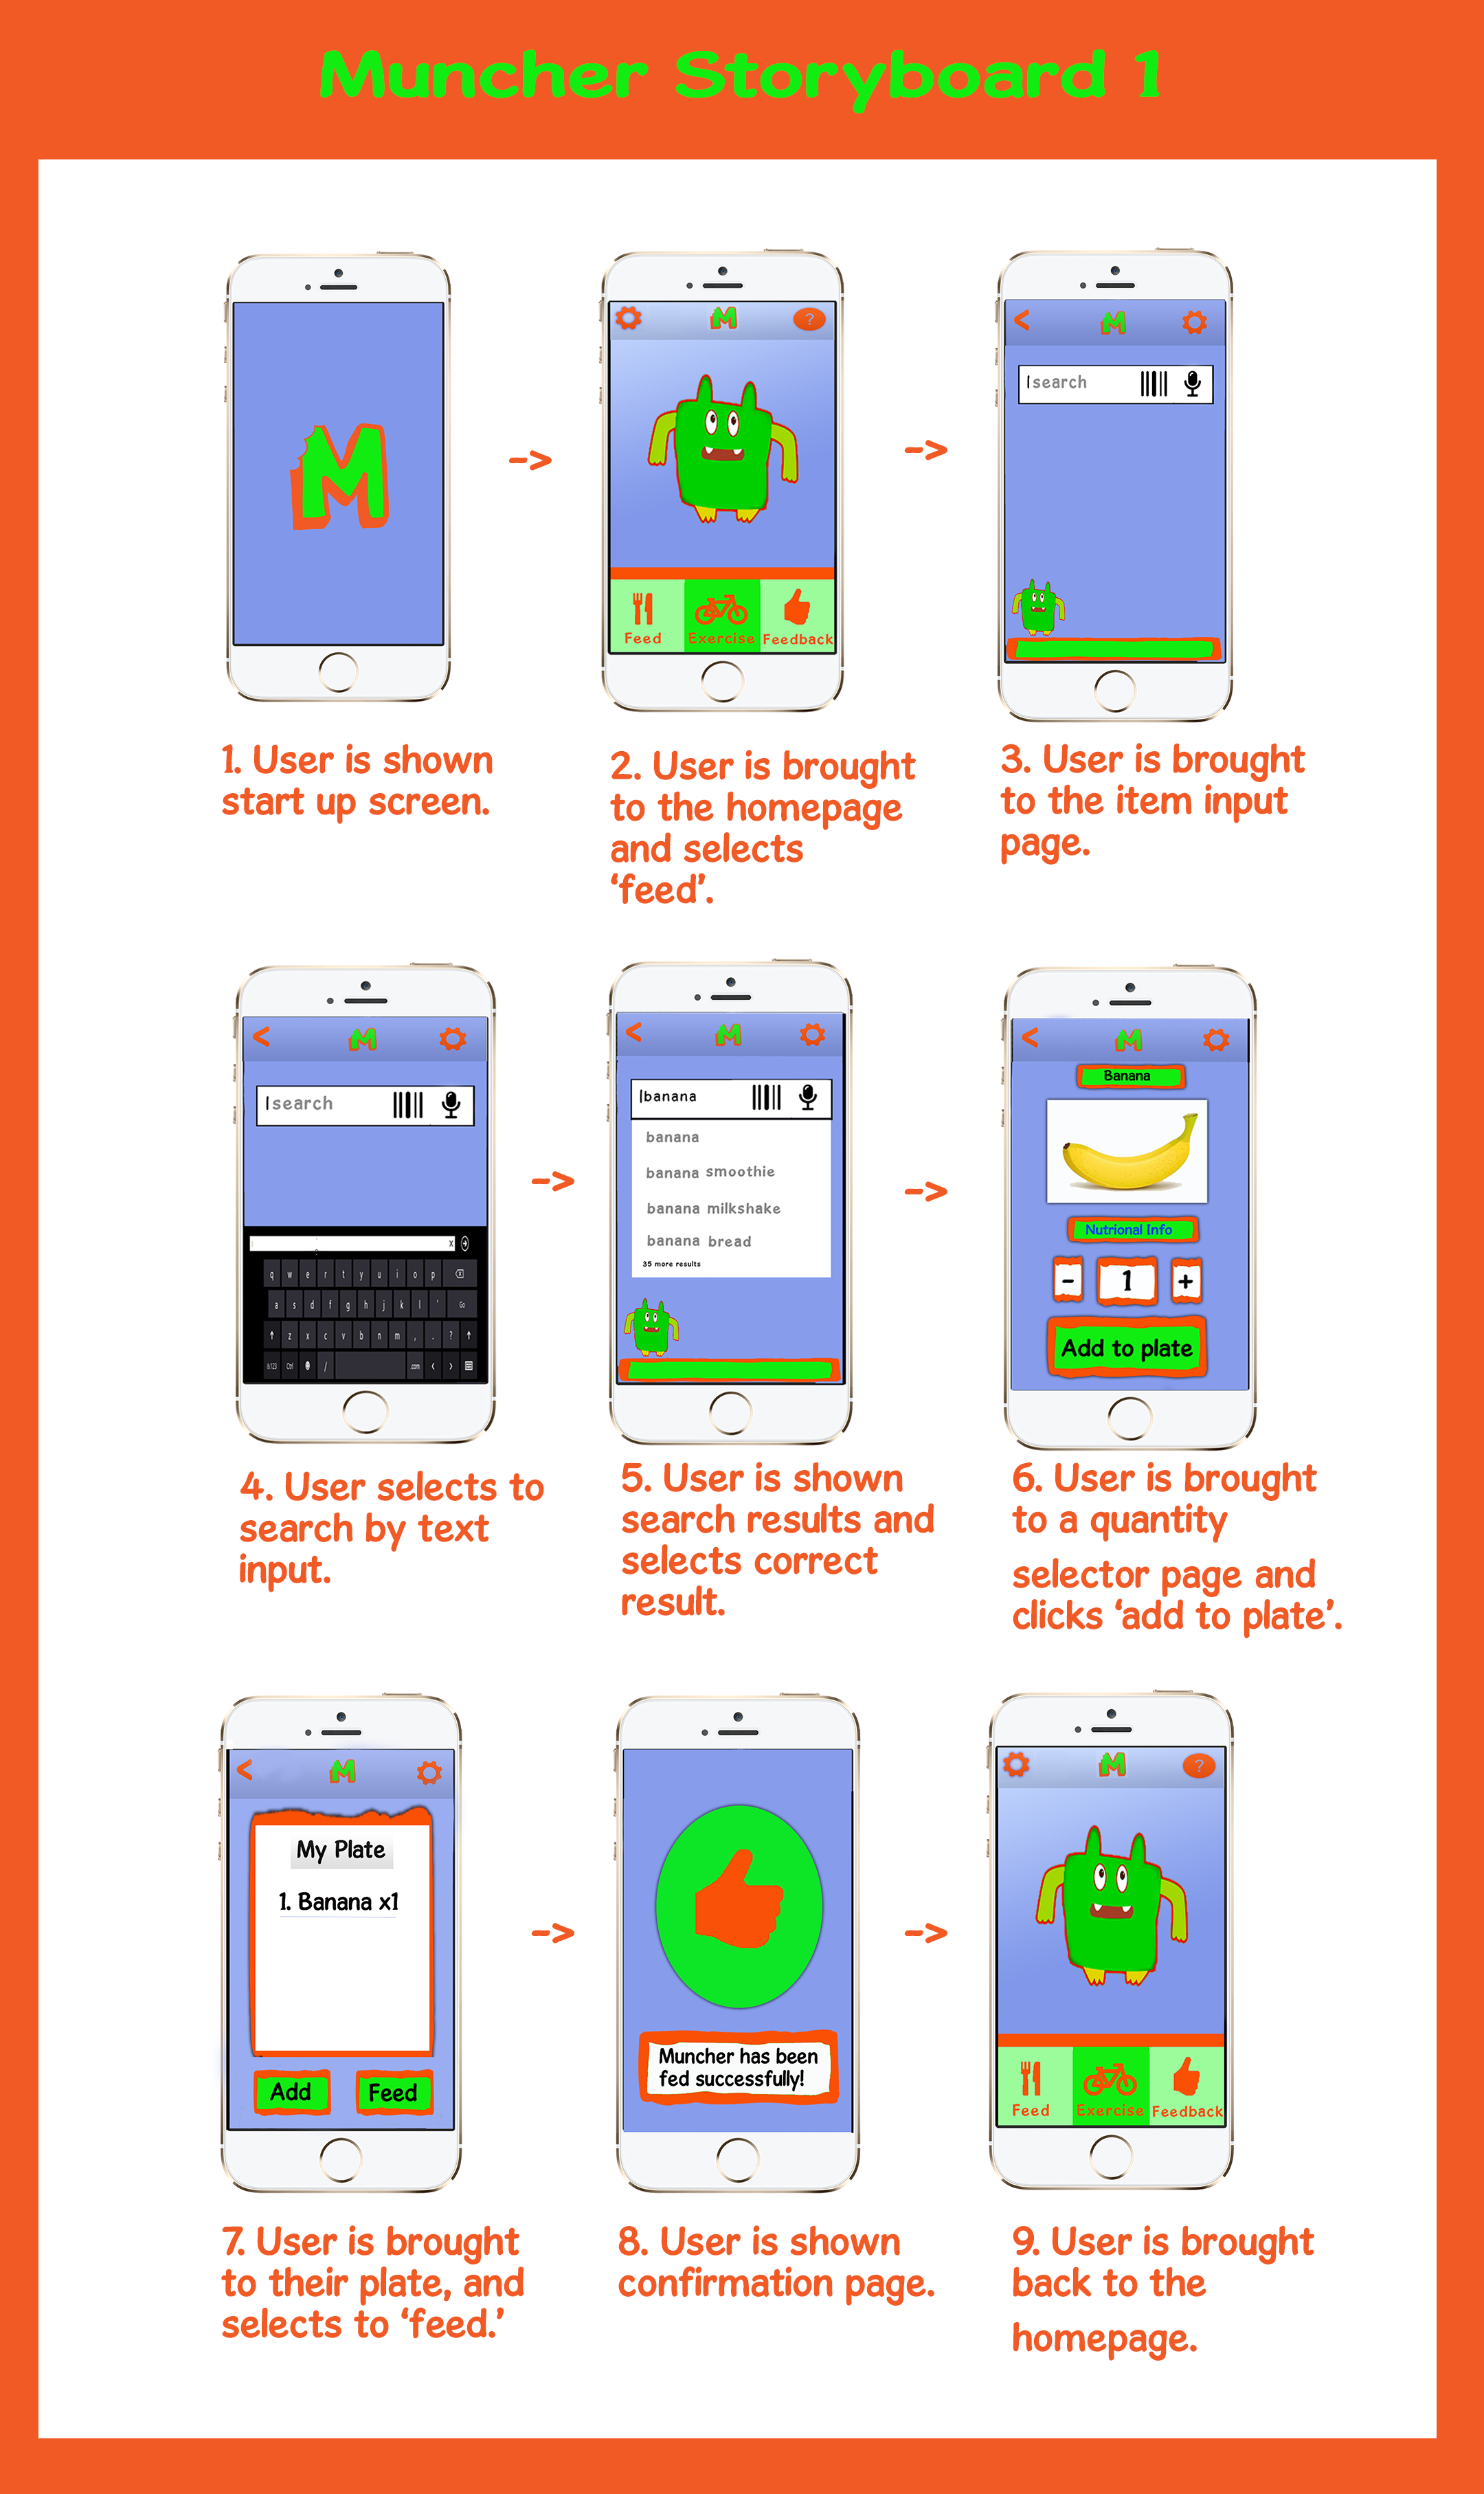 Muncher Storyboard 1
M
->
M
?
Feed
Exercise
Feedback
->
<
M
search
1. User is shown
start up screen.
2. User is brought
to the homepage
and selects
‘feed’.
3. User is brought
to the item input
page.
<
M
search
x
q w e r t y u i o p
a s d f g h j k l ' Go
z x c v b n m , . ?
&123 Ctrl / .com < >
->
<
M
banana
banana
banana smoothie
banana milkshake
banana bread
35 more results
->
<
M
Banana
Nutrional Info
- 1 +
Add to plate
4. User selects to
search by text
input.
5. User is shown
search results and
selects correct
result.
6. User is brought
to a quantity
selector page and
clicks ‘add to plate’.
<
M
My Plate
1. Banana x1
Add
Feed
->
Muncher has been
fed successfully!
->
M
?
Feed
Exercise
Feedback
7. User is brought
to their plate, and
selects to ‘feed.’
8. User is shown
confirmation page.
9. User is brought
back to the
homepage.